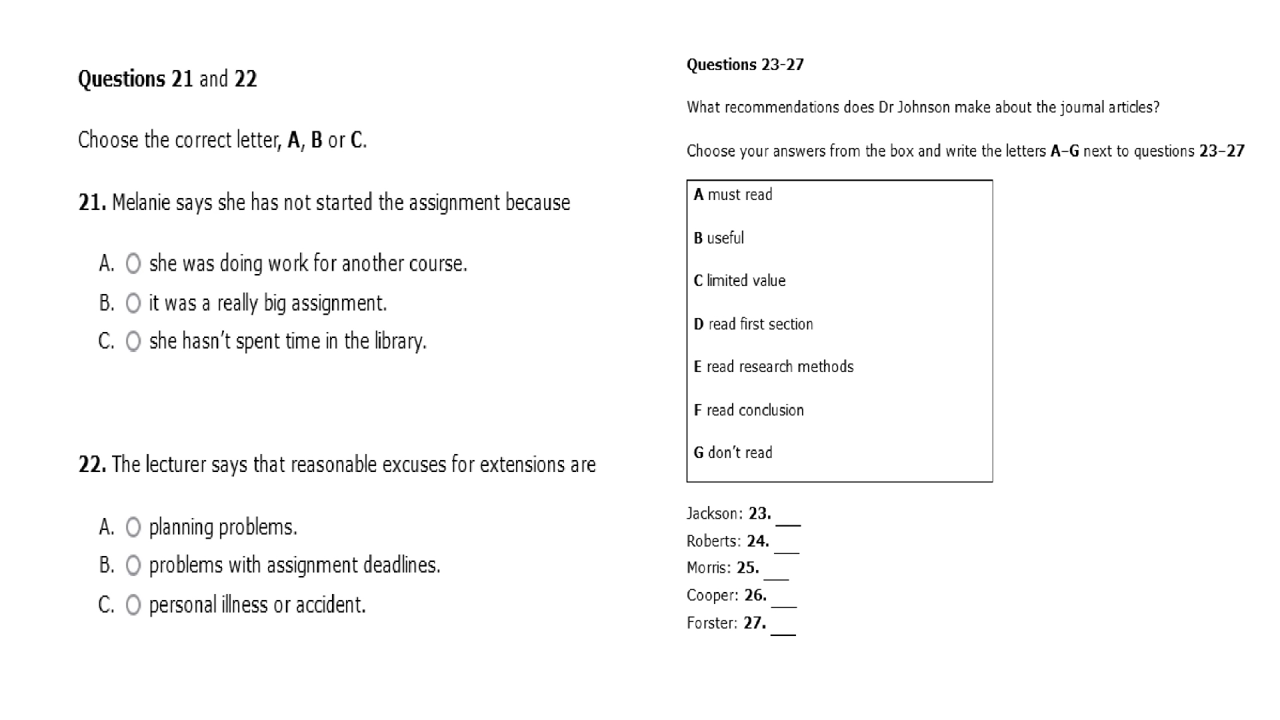 Questions 21 and 22
Choose the correct letter, A, B or C.
21. Melanie says she has not started the assignment because
A. O she was doing work for another course.
B. O it was a really big assignment.
C. O she hasn't spent time in the library.
22. The lecturer says that reasonable excuses for extensions are
A. O planning problems.
B. O problems with assignment deadlines.
C. O personal illness or accident.
Questions 23-27
What recommendations does Dr Johnson make about the journal articles?
Choose your answers from the box and write the letters A–G next to questions 23–27
A must read
B useful
C limited value
D read first section
E read research methods
F read conclusion
G don't read
Jackson: 23. ___
Roberts: 24. ___
Morris: 25. ___
Cooper: 26. ___
Forster: 27. ___